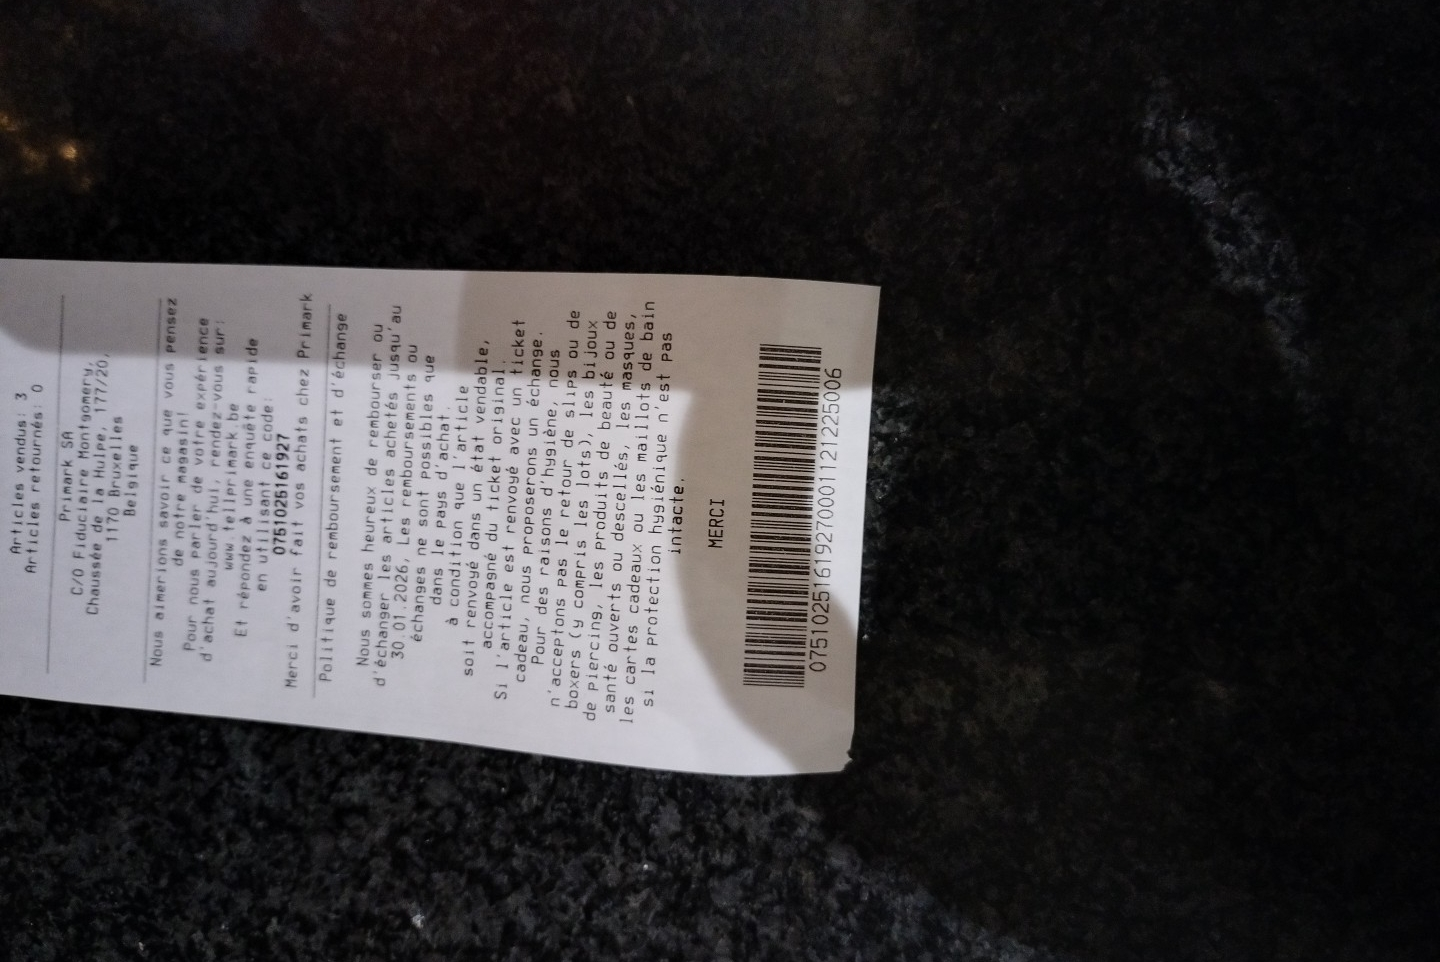 Articles vendus: 3
Articles retournés: 0
Primark SA
C/O Fiduciaire Montgomery,
Chaussée de la Hulpe, 177/20,
1170 Bruxelles
Belgique
Nous aimerions savoir ce que vous pensez
de notre magasin!
Pour nous parler de votre expérience
d'achat aujourd'hui, rendez-vous sur:
www.tellprimark.be
Et répondez à une enquête rapide
en utilisant ce code:
0751025161927
Merci d'avoir fait vos achats chez Primark
Politique de remboursement et d'échange
Nous sommes heureux de rembourser ou
d'échanger les articles achetés jusqu'au
30.01.2026, Les remboursements ou
échanges ne sont possibles que
dans le pays d'achat.
à condition que l'article
soit renvoyé dans un état vendable,
accompagné du ticket original.
Si l'article est renvoyé avec un ticket
cadeau, nous proposerons un échange.
Pour des raisons d'hygiène, nous
n'acceptons pas le retour de slips ou de
boxers (y compris les lots), les bijoux
de piercing, les produits de beauté ou de
santé ouverts ou descellés, les masques,
les cartes cadeaux ou les maillots de bain
si la protection hygiénique n'est pas
intacte.
MERCI
0751025161927000112122­5006